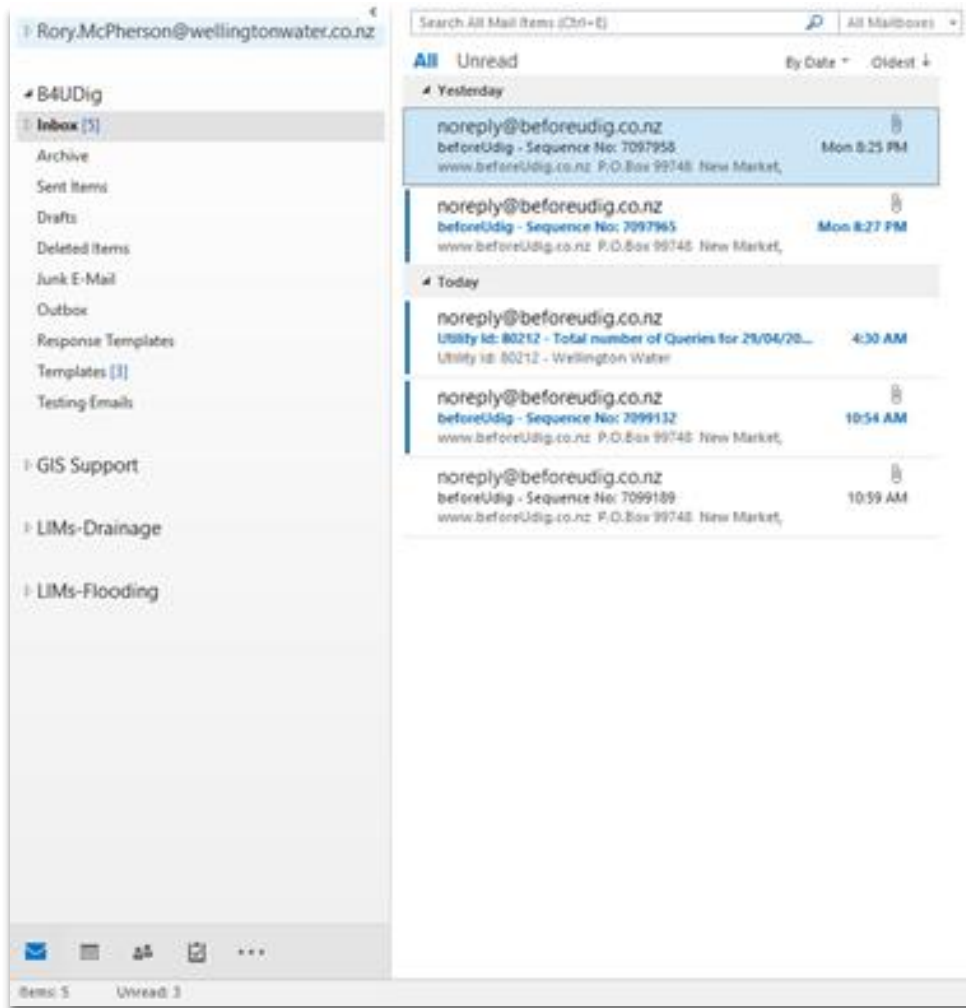 Rory.McPherson@wellingtonwater.co.nz
B4UDig
Inbox [5]
Archive
Sent Items
Drafts
Deleted Items
Junk E-Mail
Outbox
Response Templates
Templates [3]
Testing Emails
GIS Support
LIMs-Drainage
LIMs-Flooding
Items: 5 Unread: 3
Search All Mail Items (Ctrl+E) All Mailboxes
All Unread By Date Oldest
Yesterday
noreply@beforeudig.co.nz
beforeUdig - Sequence No: 7097958 Mon 8:25 PM
www.beforeUdig.co.nz P.O.Box 99748 New Market,
noreply@beforeudig.co.nz
beforeUdig - Sequence No: 7097965 Mon 8:27 PM
www.beforeUdig.co.nz P.O.Box 99748 New Market,
Today
noreply@beforeudig.co.nz
Utility Id: 80212 - Total number of Queries for 29/04/20... 4:30 AM
Utility Id: 80212 - Wellington Water
noreply@beforeudig.co.nz
beforeUdig - Sequence No: 7099132 10:54 AM
www.beforeUdig.co.nz P.O.Box 99748 New Market,
noreply@beforeudig.co.nz
beforeUdig - Sequence No: 7099189 10:59 AM
www.beforeUdig.co.nz P.O.Box 99748 New Market,